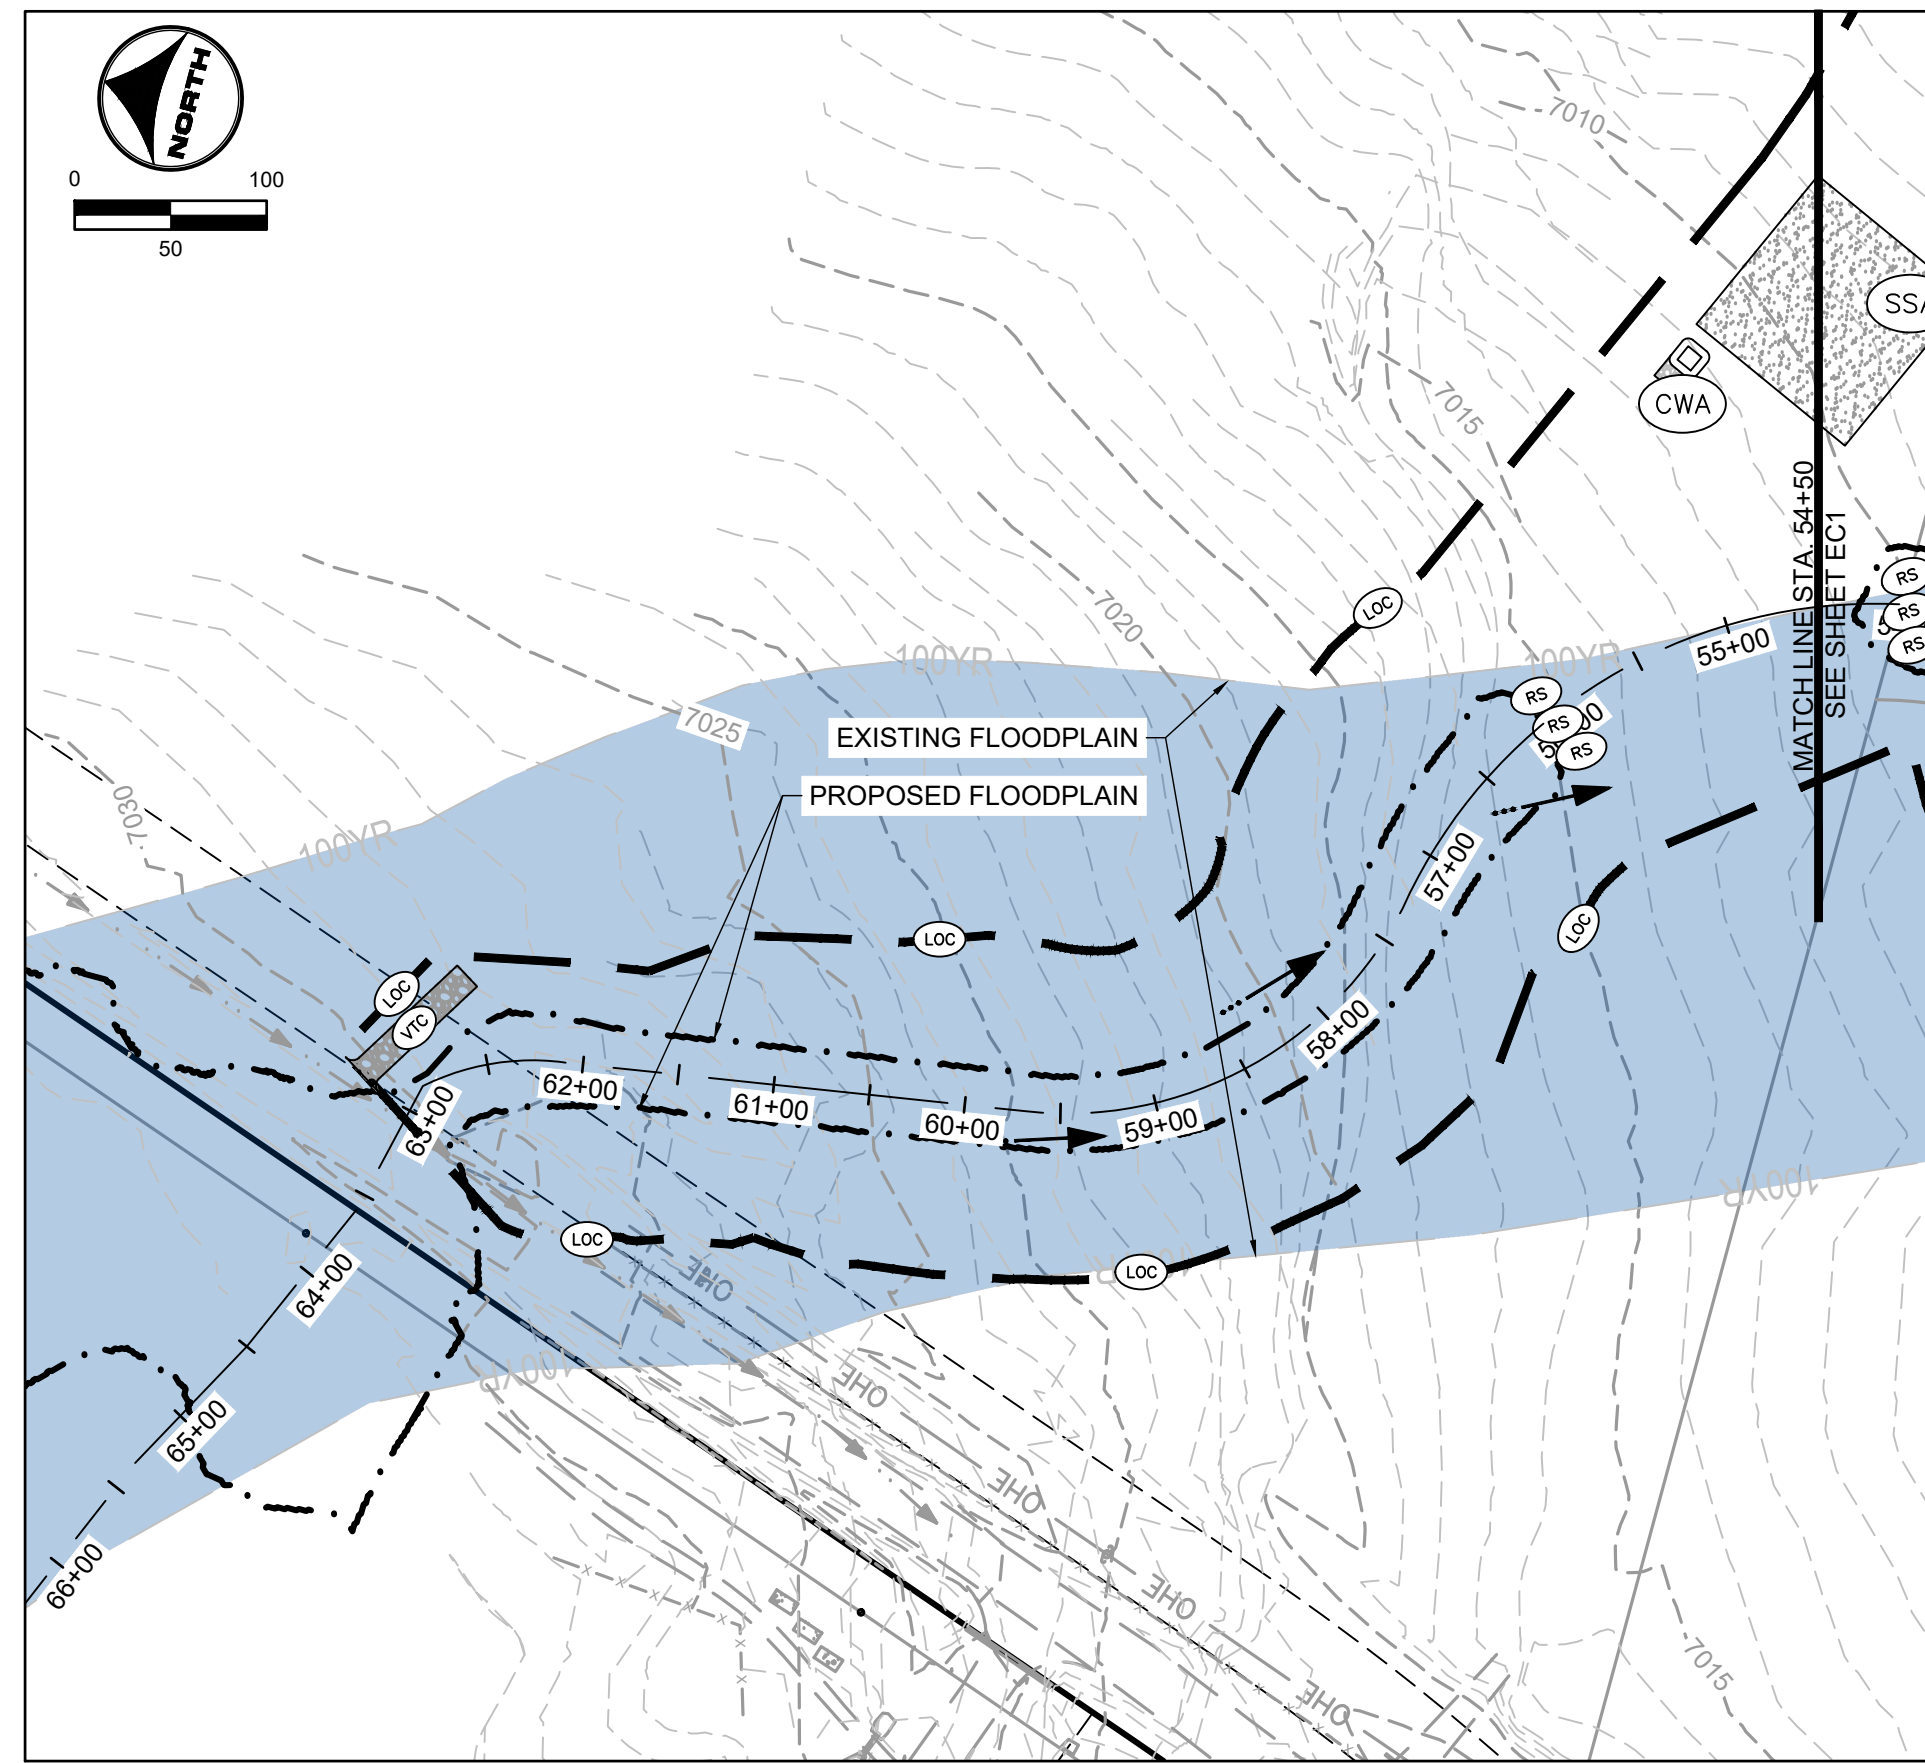 NORTH
0 100
50
7010
SSA
CWA
7015
MATCH LINE STA. 54+50
SEE SHEET EC1
RS
RS
RS
LOC
7020
100YR
100YR
55+00
RS
RS
RS
7025
EXISTING FLOODPLAIN
PROPOSED FLOODPLAIN
7030
100YR
57+00
LOC
LOC
LOC
VTC
58+00
62+00
61+00
60+00
59+00
63+00
100YR
LOC
LOC
OHE
64+00
100YR
OHE
65+00
OHE
66+00
OHE
7015
OHE